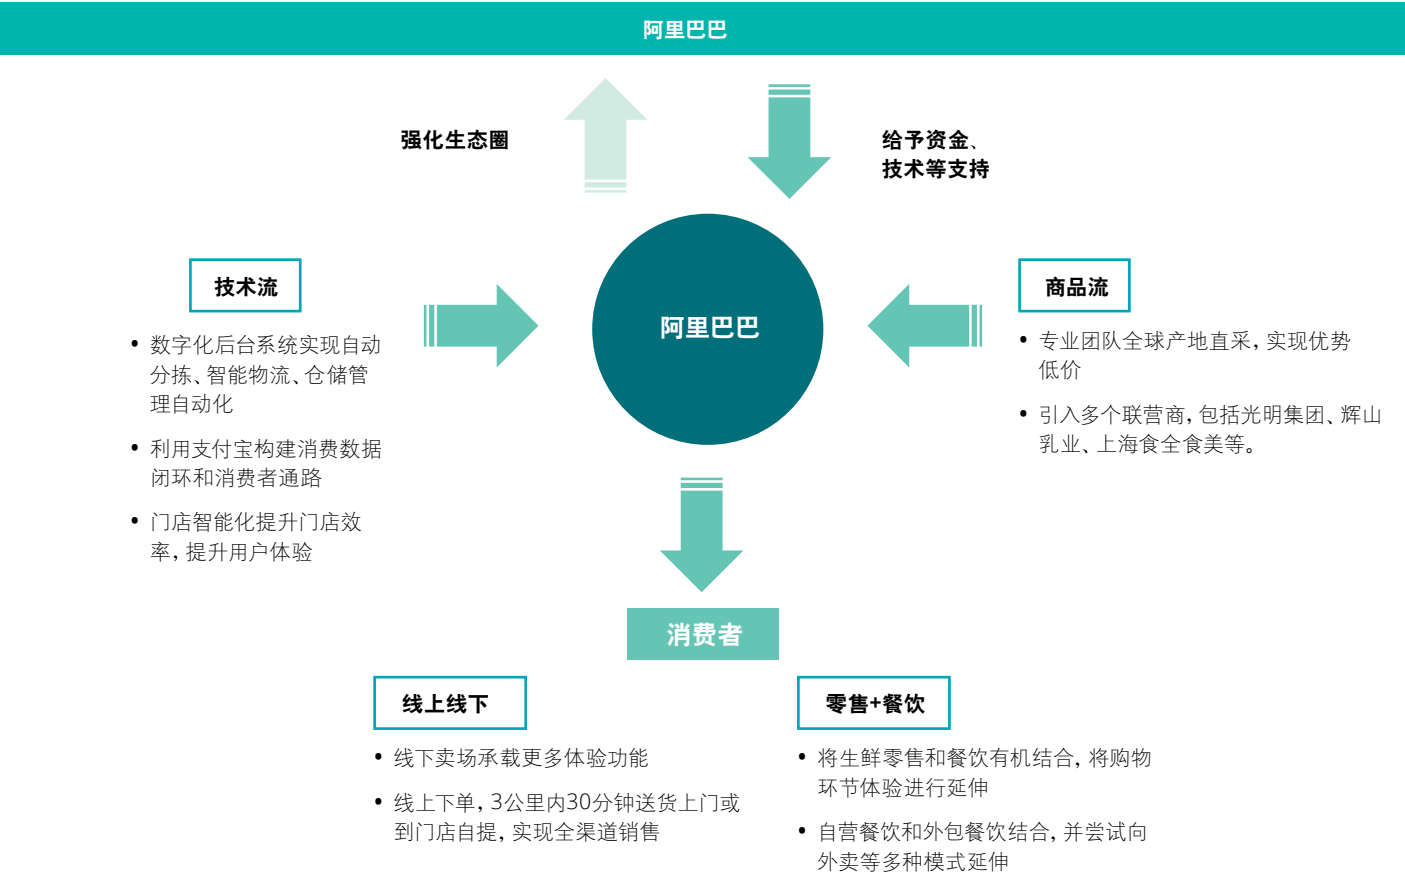 阿里巴巴
强化生态圈
给予资金、
技术等支持
阿里巴巴
技术流
• 数字化后台系统实现自动
分拣、智能物流、仓储管
理自动化
• 利用支付宝构建消费数据
闭环和消费者通路
• 门店智能化提升门店效
率，提升用户体验
商品流
• 专业团队全球产地直采，实现优势
低价
• 引入多个联营商，包括光明集团、辉山
乳业、上海食全食美等。
消费者
线上线下
• 线下卖场承载更多体验功能
• 线上下单，3公里内30分钟送货上门或
到门店自提，实现全渠道销售
零售+餐饮
• 将生鲜零售和餐饮有机结合，将购物
环节体验进行延伸
• 自营餐饮和外包餐饮结合，并尝试向
外卖等多种模式延伸